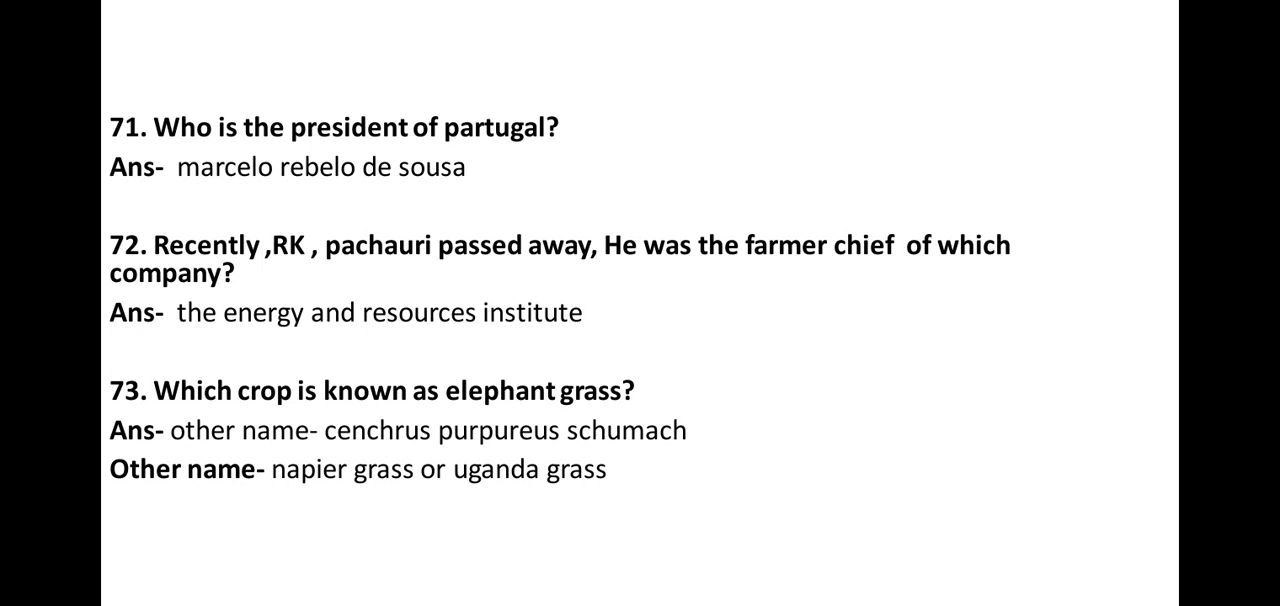 71. Who is the president of partugal?
Ans- marcelo rebelo de sousa
72. Recently ,RK , pachauri passed away, He was the farmer chief of which
company?
Ans- the energy and resources institute
73. Which crop is known as elephant grass?
Ans- other name- cenchrus purpureus schumach
Other name- napier grass or uganda grass